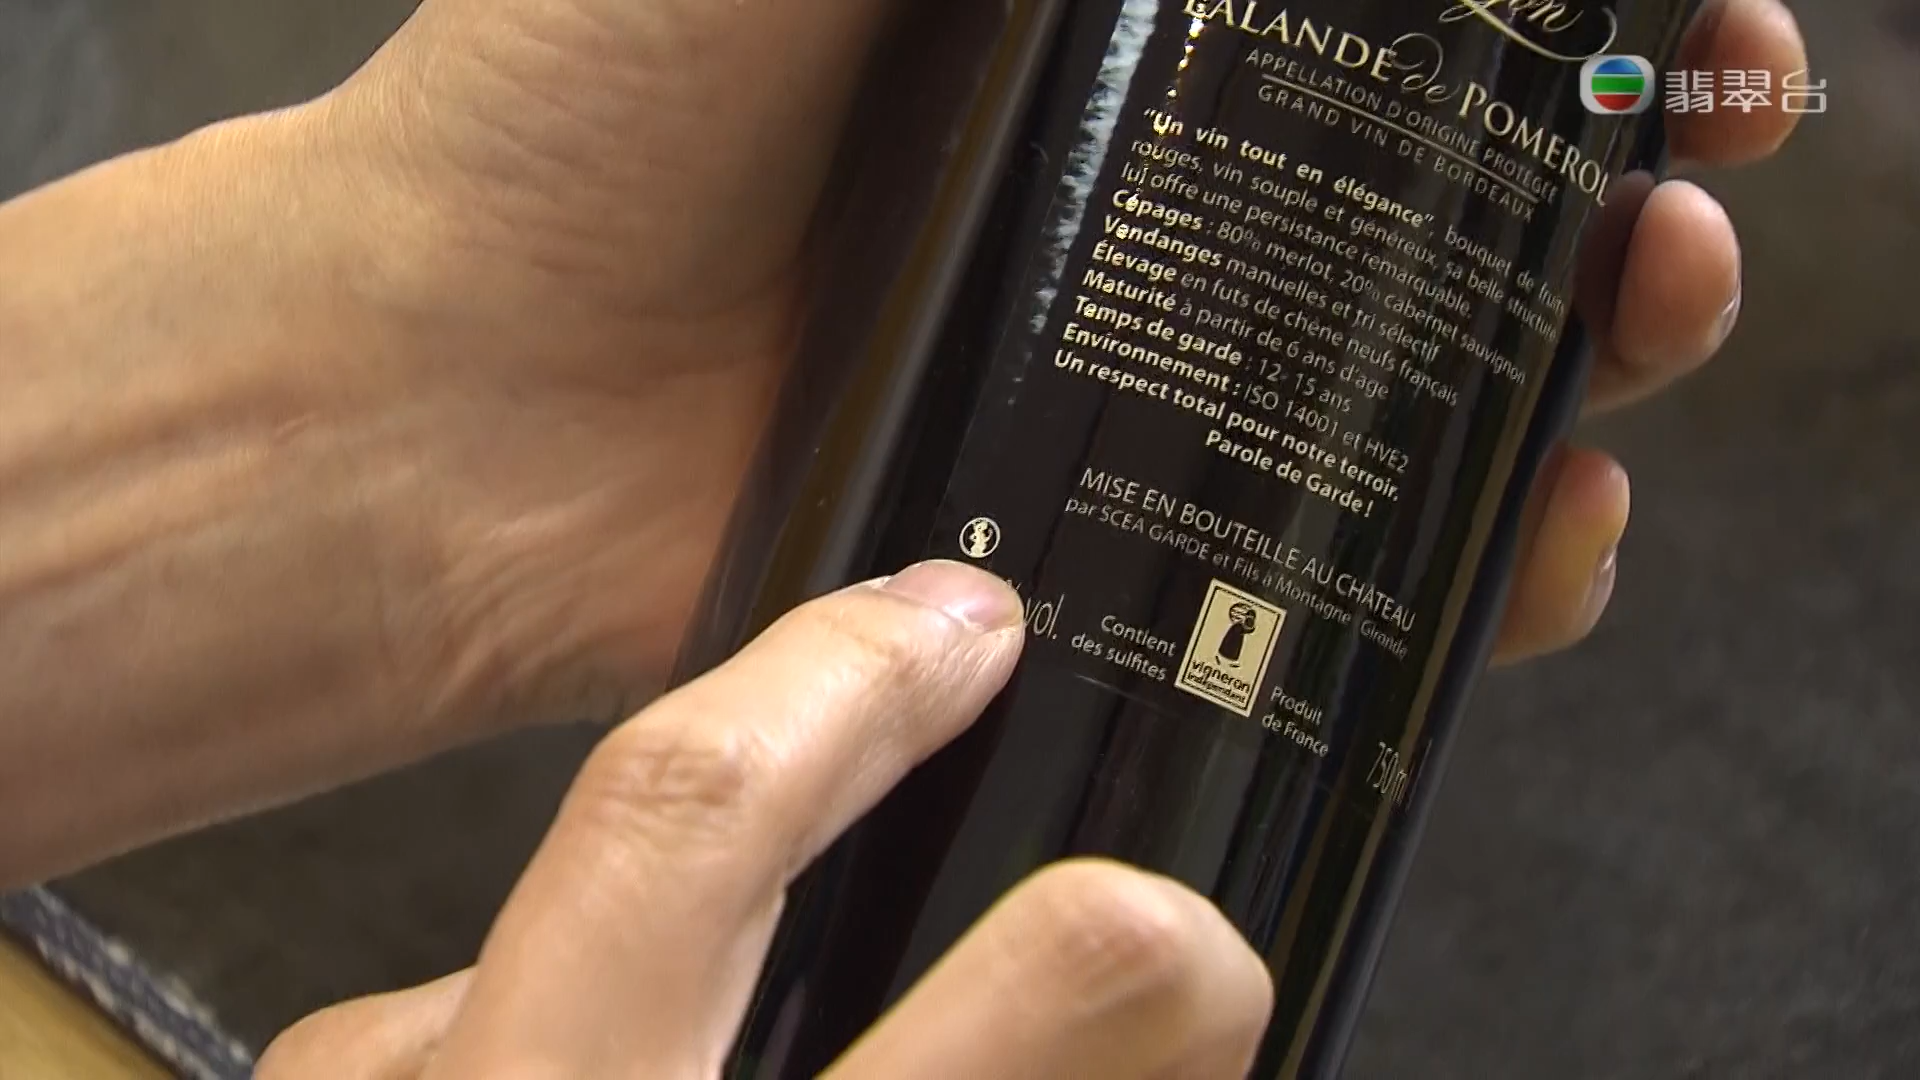 LALANDE de POMEROL
APPELLATION D'ORIGINE PROTÉGÉE
GRAND VIN DE BORDEAUX
翡翠台
"Un vin tout en élégance", bouquet de fruits
rouges, vin souple et généreux, sa belle structure
lui offre une persistance remarquable.
Cépages : 80% merlot, 20% cabernet sauvignon
Vendanges manuelles et tri sélectif
Élevage en futs de chêne neufs français
Maturité à partir de 6 ans d'âge
Temps de garde : 12- 15 ans
Environnement : ISO 14001 et HVE2
Un respect total pour notre terroir,
Parole de Garde !
MISE EN BOUTEILLE AU CHÂTEAU
par SCEA GARDE et Fils à Montagne Gironde
% vol.
Contient
des sulfites
vigneron
indépendant
Produit
de France
750ml